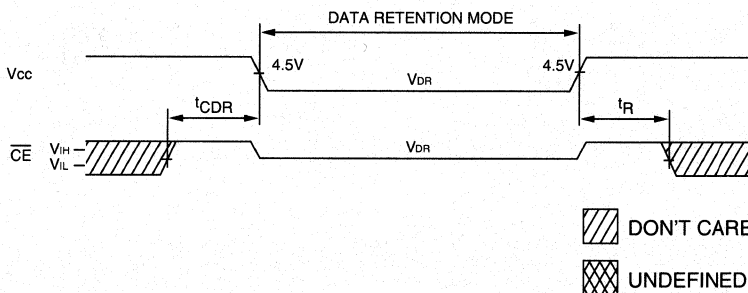 DATA RETENTION MODE
Vcc
4.5V
VDR
4.5V
tCDR
tR
CE
VIH
VIL
VDR
DON'T CARE
UNDEFINED